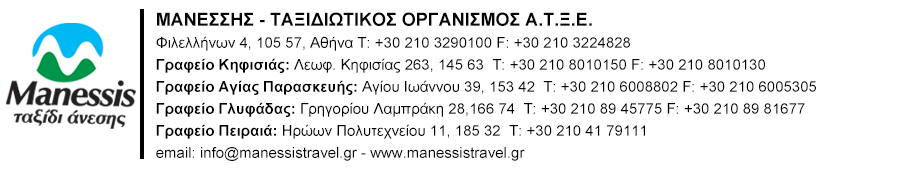 Manessis
ταξίδι άνεσης
ΜΑΝΕΣΣΗΣ - ΤΑΞΙΔΙΩΤΙΚΟΣ ΟΡΓΑΝΙΣΜΟΣ Α.Τ.Ξ.Ε.
Φιλελλήνων 4, 105 57, Αθήνα Τ: +30 210 3290100 F: +30 210 3224828
Γραφείο Κηφισιάς: Λεωφ. Κηφισίας 263, 145 63 Τ: +30 210 8010150 F: +30 210 8010130
Γραφείο Αγίας Παρασκευής: Αγίου Ιωάννου 39, 153 42 Τ: +30 210 6008802 F: +30 210 6005305
Γραφείο Γλυφάδας: Γρηγορίου Λαμπράκη 28,166 74 Τ: +30 210 89 45775 F: +30 210 89 81677
Γραφείο Πειραιά: Ηρώων Πολυτεχνείου 11, 185 32 Τ: +30 210 41 79111
email: info@manessistravel.gr - www.manessistravel.gr